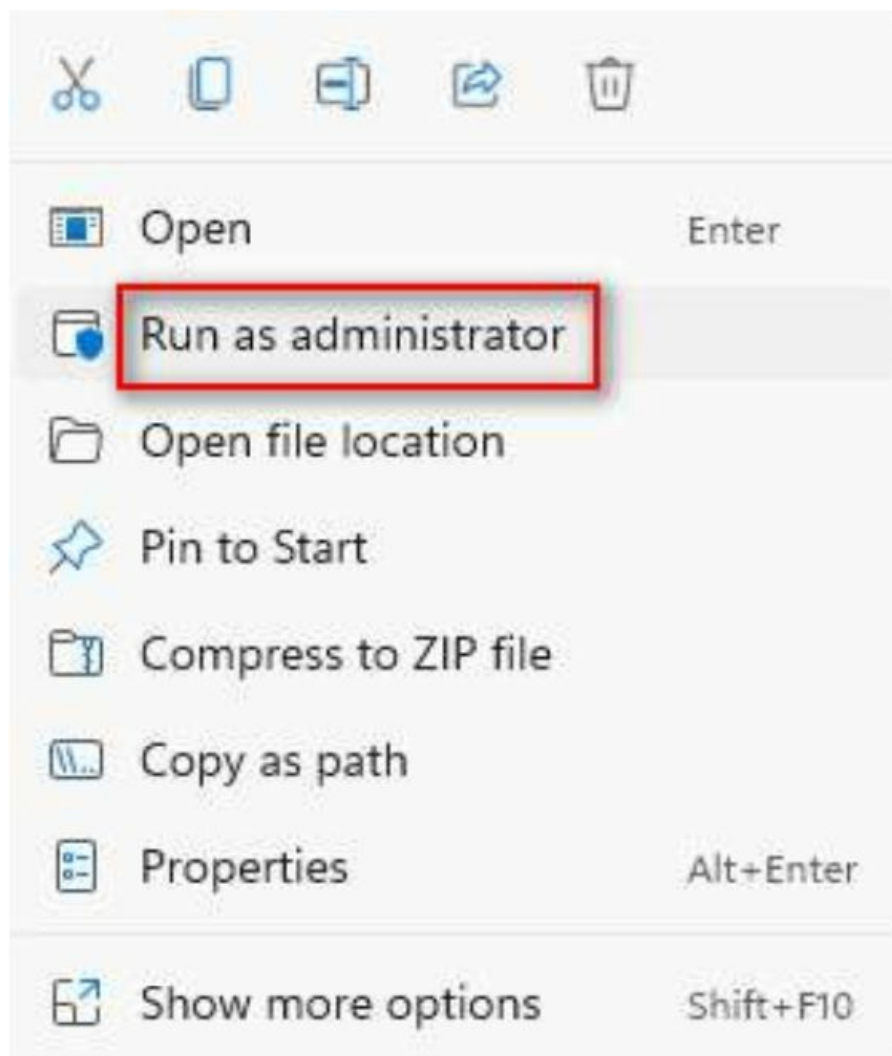 Open Enter
Run as administrator
Open file location
Pin to Start
Compress to ZIP file
Copy as path
Properties Alt+Enter
Show more options Shift+F10